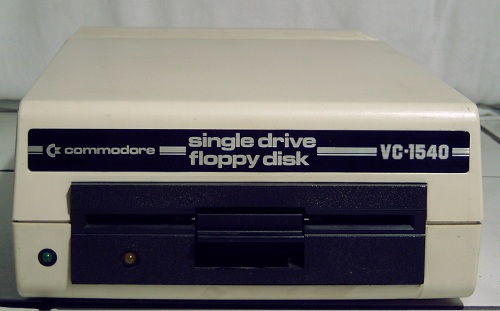 commodore
single drive
floppy disk
VC-1540